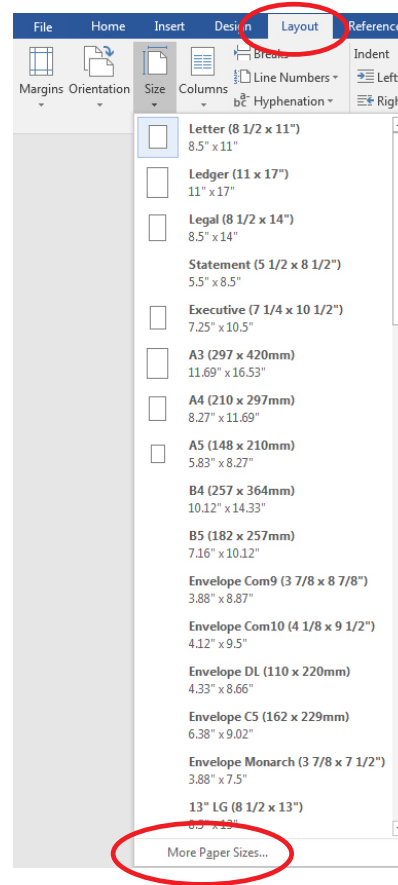 File Home Insert Design Layout Reference
Breaks Indent
Line Numbers Left
Margins Orientation Size Columns
Hyphenation Righ
Letter (8 1/2 x 11")
8.5" x 11"
Ledger (11 x 17")
11" x 17"
Legal (8 1/2 x 14")
8.5" x 14"
Statement (5 1/2 x 8 1/2")
5.5" x 8.5"
Executive (7 1/4 x 10 1/2")
7.25" x 10.5"
A3 (297 x 420mm)
11.69" x 16.53"
A4 (210 x 297mm)
8.27" x 11.69"
A5 (148 x 210mm)
5.83" x 8.27"
B4 (257 x 364mm)
10.12" x 14.33"
B5 (182 x 257mm)
7.16" x 10.12"
Envelope Com9 (3 7/8 x 8 7/8")
3.88" x 8.87"
Envelope Com10 (4 1/8 x 9 1/2")
4.12" x 9.5"
Envelope DL (110 x 220mm)
4.33" x 8.66"
Envelope C5 (162 x 229mm)
6.38" x 9.02"
Envelope Monarch (3 7/8 x 7 1/2")
3.88" x 7.5"
13" LG (8 1/2 x 13")
8.5" x 13"
More Paper Sizes...